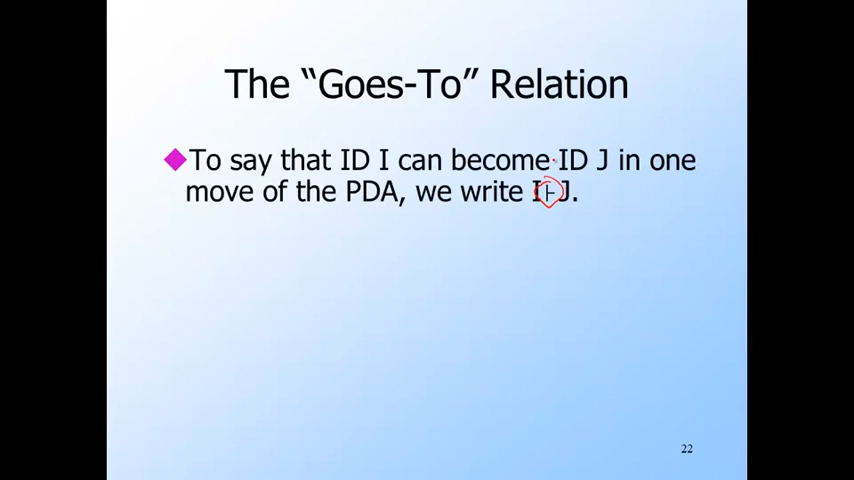 The “Goes-To” Relation
To say that ID I can become ID J in one
move of the PDA, we write I⊦J.
22